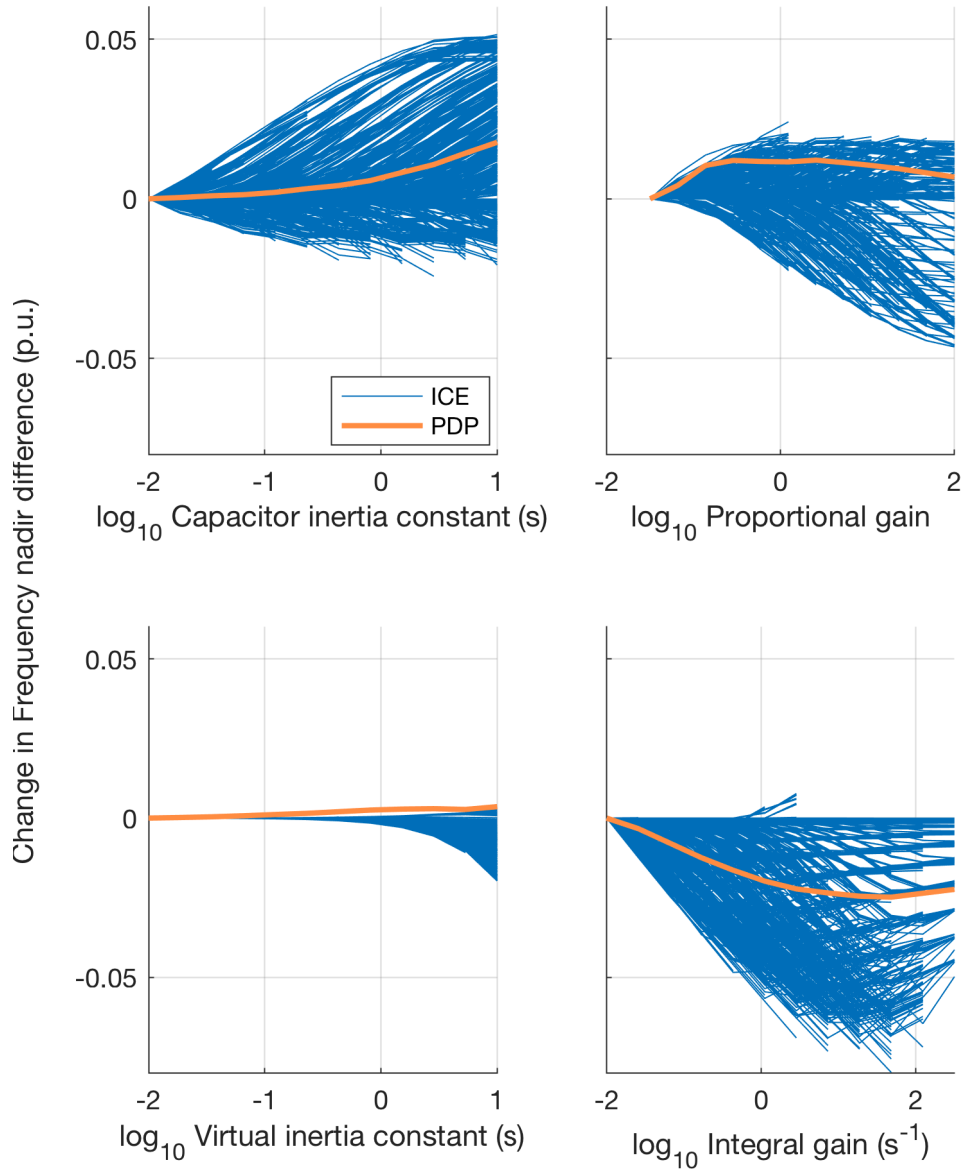 Change in Frequency nadir difference (p.u.)
0.05
0
-0.05
ICE
PDP
-2 -1 0 1
log10 Capacitor inertia constant (s)
-2 0 2
log10 Proportional gain
0.05
0
-0.05
-2 -1 0 1
log10 Virtual inertia constant (s)
-2 0 2
log10 Integral gain (s-1)